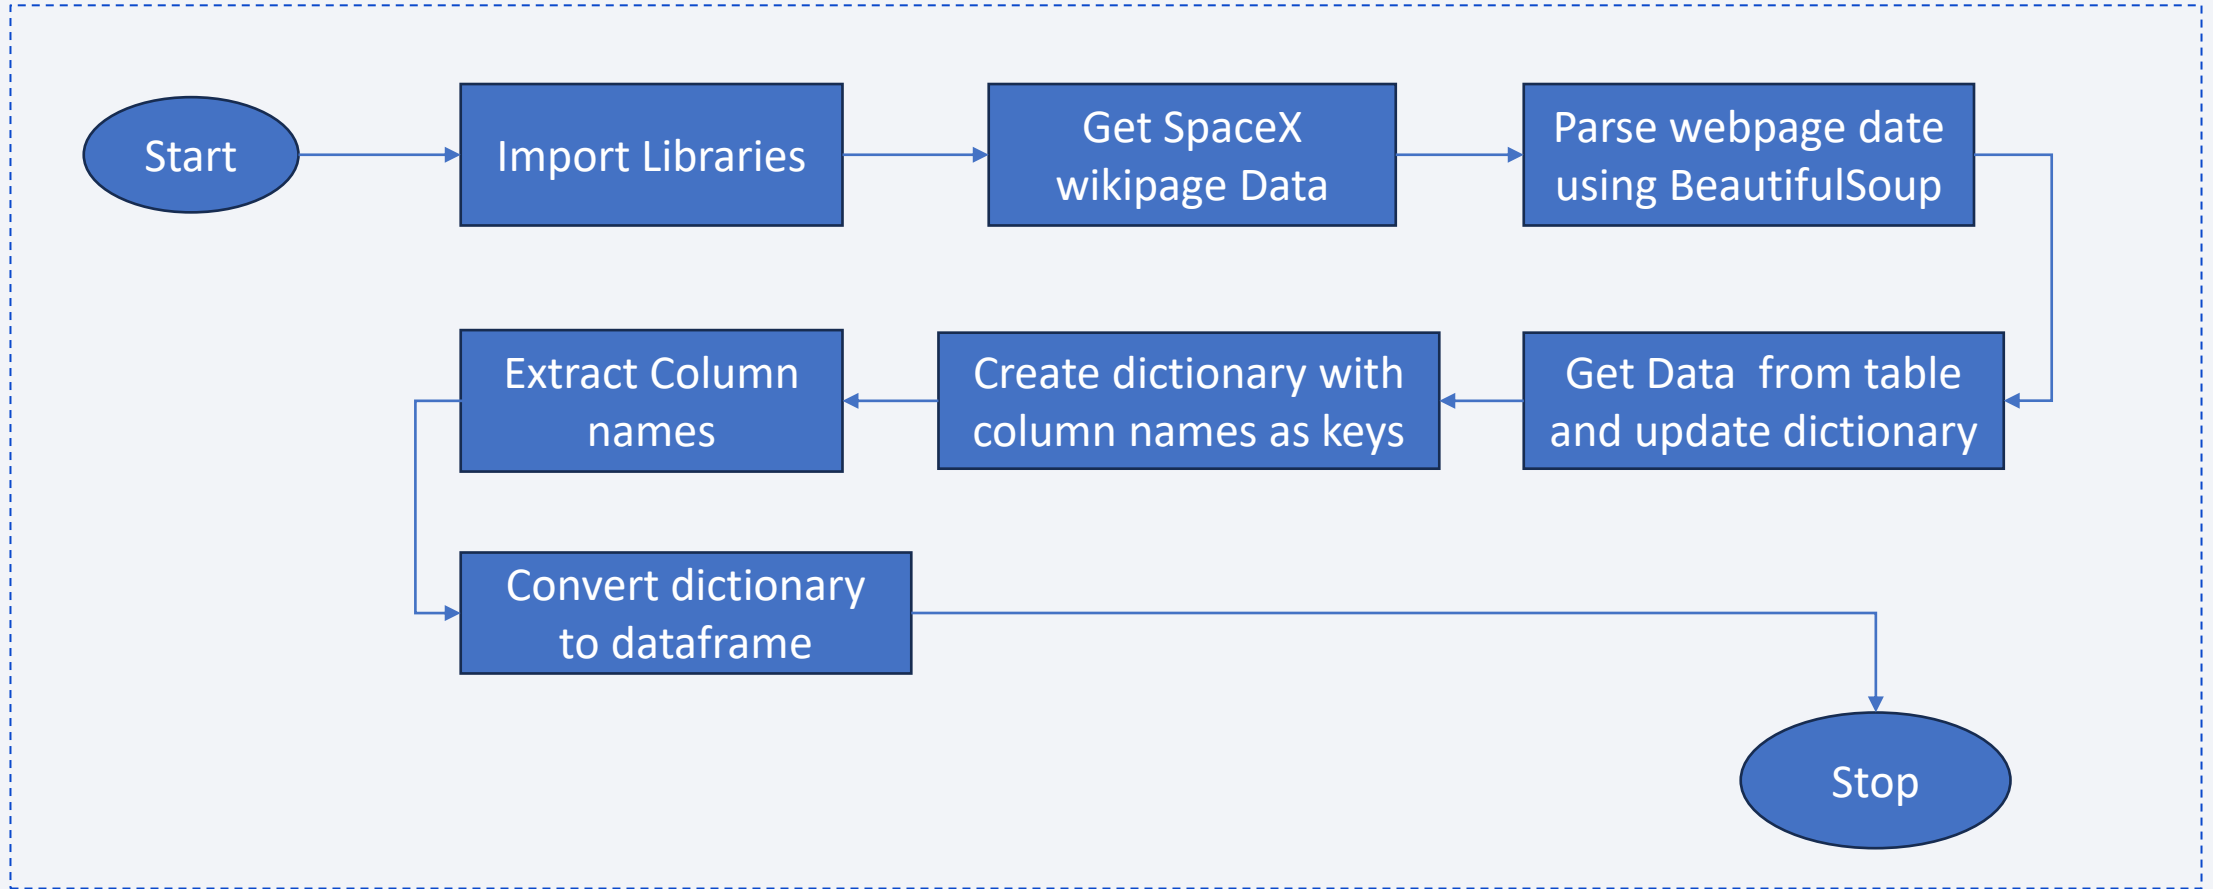 Start
Import Libraries
Get SpaceX
wikipage Data
Parse webpage date
using BeautifulSoup
Extract Column
names
Create dictionary with
column names as keys
Get Data  from table
and update dictionary
Convert dictionary
to dataframe
Stop